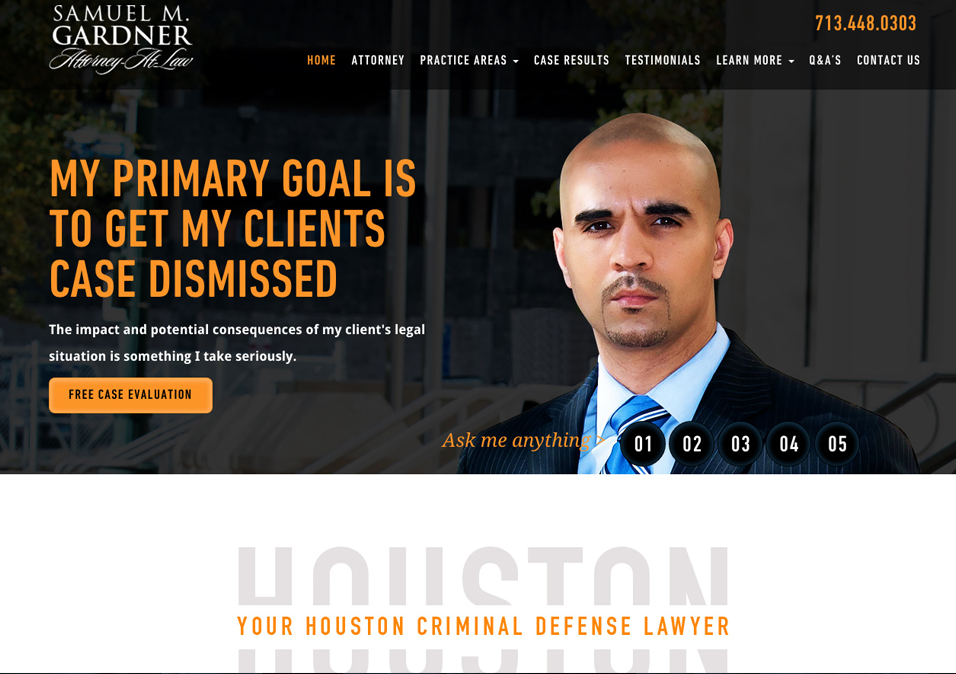 SAMUEL M.
GARDNER
Attorney-At-Law
713.448.0303
HOME ATTORNEY PRACTICE AREAS CASE RESULTS TESTIMONIALS LEARN MORE Q&A'S CONTACT US
MY PRIMARY GOAL IS
TO GET MY CLIENTS
CASE DISMISSED
The impact and potential consequences of my client's legal
situation is something I take seriously.
FREE CASE EVALUATION
Ask me anything >
01 02 03 04 05
HOUSTON
YOUR HOUSTON CRIMINAL DEFENSE LAWYER